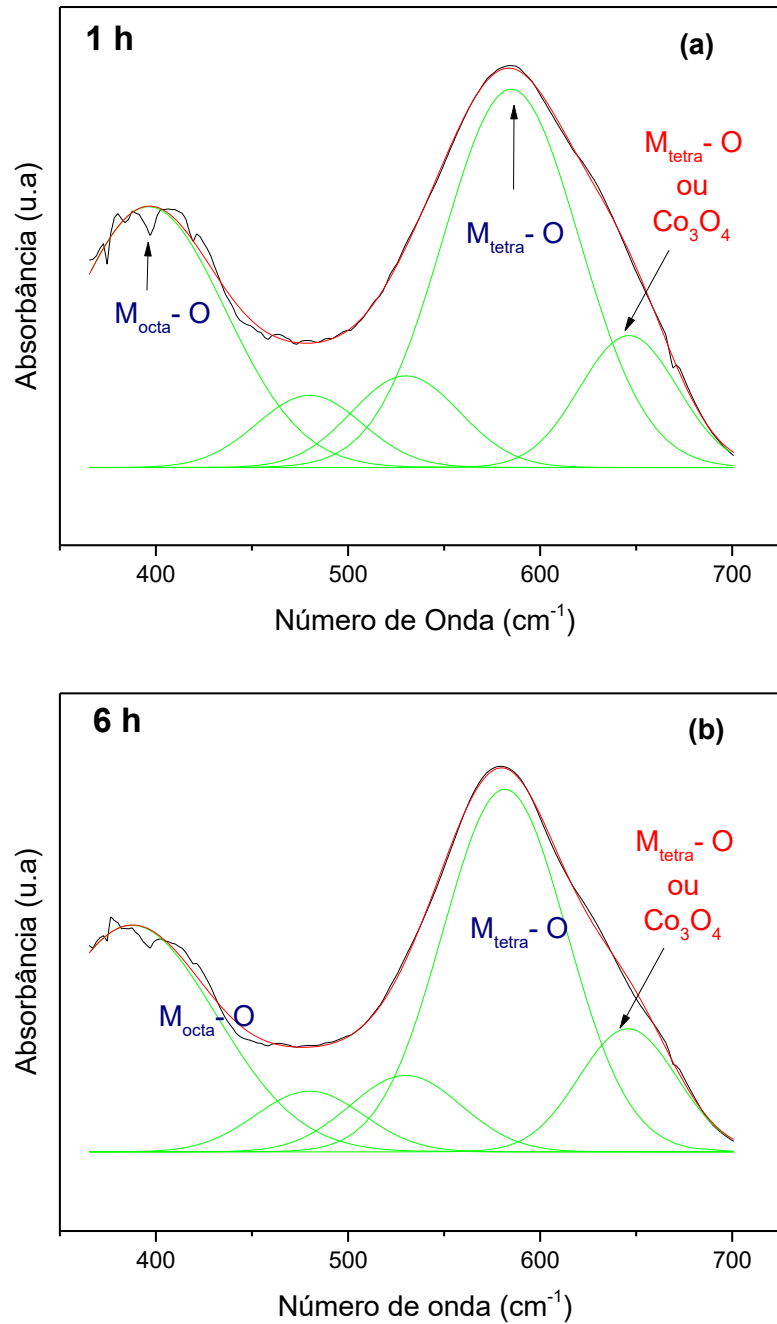 1 h
(a)
M_tetra- O
ou
Co₃O₄
M_tetra- O
M_octa- O
Absorbância (u.a)
400 500 600 700
Número de Onda (cm⁻¹)
6 h
(b)
M_tetra- O
ou
Co₃O₄
M_tetra- O
M_octa- O
Absorbância (u.a)
400 500 600 700
Número de onda (cm⁻¹)